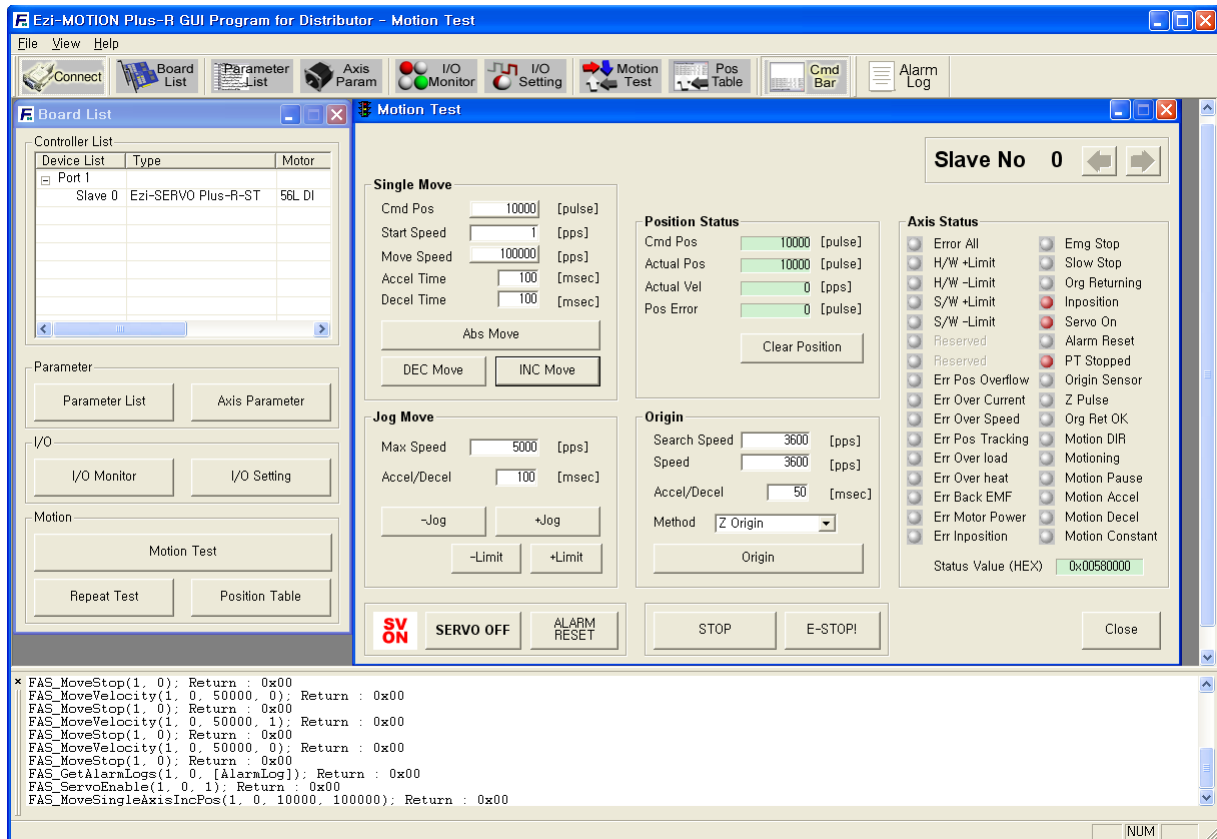 Ezi-MOTION Plus-R GUI Program for Distributor - Motion Test
File View Help
Connect
Board List
Parameter List
Axis Param
I/O Monitor
I/O Setting
Motion Test
Pos Table
Cmd Bar
Alarm Log
Board List
Controller List
Device List Type Motor
Port 1
Slave 0 Ezi-SERVO Plus-R-ST 56L DI
Parameter
Parameter List Axis Parameter
I/O
I/O Monitor I/O Setting
Motion
Motion Test
Repeat Test Position Table
Motion Test
Slave No 0
Single Move
Cmd Pos 10000 [pulse]
Start Speed 1 [pps]
Move Speed 100000 [pps]
Accel Time 100 [msec]
Decel Time 100 [msec]
Abs Move
DEC Move INC Move
Jog Move
Max Speed 5000 [pps]
Accel/Decel 100 [msec]
-Jog +Jog
-Limit +Limit
Position Status
Cmd Pos 10000 [pulse]
Actual Pos 10000 [pulse]
Actual Vel 0 [pps]
Pos Error 0 [pulse]
Clear Position
Origin
Search Speed 3600 [pps]
Speed 3600 [pps]
Accel/Decel 50 [msec]
Method Z Origin
Origin
Axis Status
Error All Emg Stop
H/W +Limit Slow Stop
H/W -Limit Org Returning
S/W +Limit Inposition
S/W -Limit Servo On
Reserved Alarm Reset
Reserved PT Stopped
Err Pos Overflow Origin Sensor
Err Over Current Z Pulse
Err Over Speed Org Ret OK
Err Pos Tracking Motion DIR
Err Over load Motioning
Err Over heat Motion Pause
Err Back EMF Motion Accel
Err Motor Power Motion Decel
Err Inposition Motion Constant
Status Value (HEX) 0x00580000
SV ON SERVO OFF ALARM RESET STOP E-STOP! Close
FAS_MoveStop(1, 0); Return : 0x00
FAS_MoveVelocity(1, 0, 50000, 0); Return : 0x00
FAS_MoveStop(1, 0); Return : 0x00
FAS_MoveVelocity(1, 0, 50000, 1); Return : 0x00
FAS_MoveStop(1, 0); Return : 0x00
FAS_MoveVelocity(1, 0, 50000, 0); Return : 0x00
FAS_MoveStop(1, 0); Return : 0x00
FAS_GetAlarmLogs(1, 0, [AlarmLog]); Return : 0x00
FAS_ServoEnable(1, 0, 1); Return : 0x00
FAS_MoveSingleAxisIncPos(1, 0, 10000, 100000); Return : 0x00
NUM